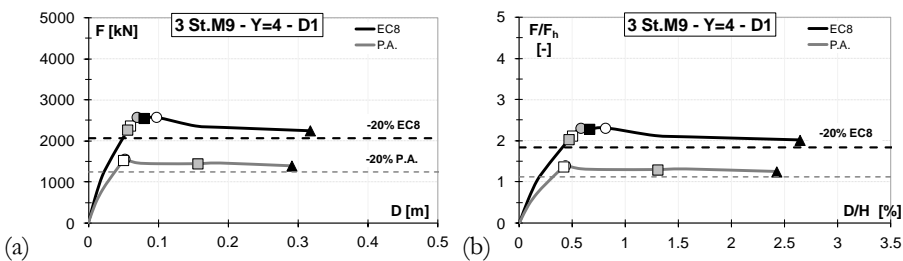 3 St.M9 - Y=4 - D1
F [kN]
EC8
P.A.
5000
4000
3000
2000
1000
0
-20% EC8
-20% P.A.
D [m]
0
0.1
0.2
0.3
0.4
0.5
(a)
3 St.M9 - Y=4 - D1
F/Fh
[-]
EC8
P.A.
5
4
3
2
1
0
-20% EC8
D/H [%]
0
0.5
1
1.5
2
2.5
3
3.5
(b)